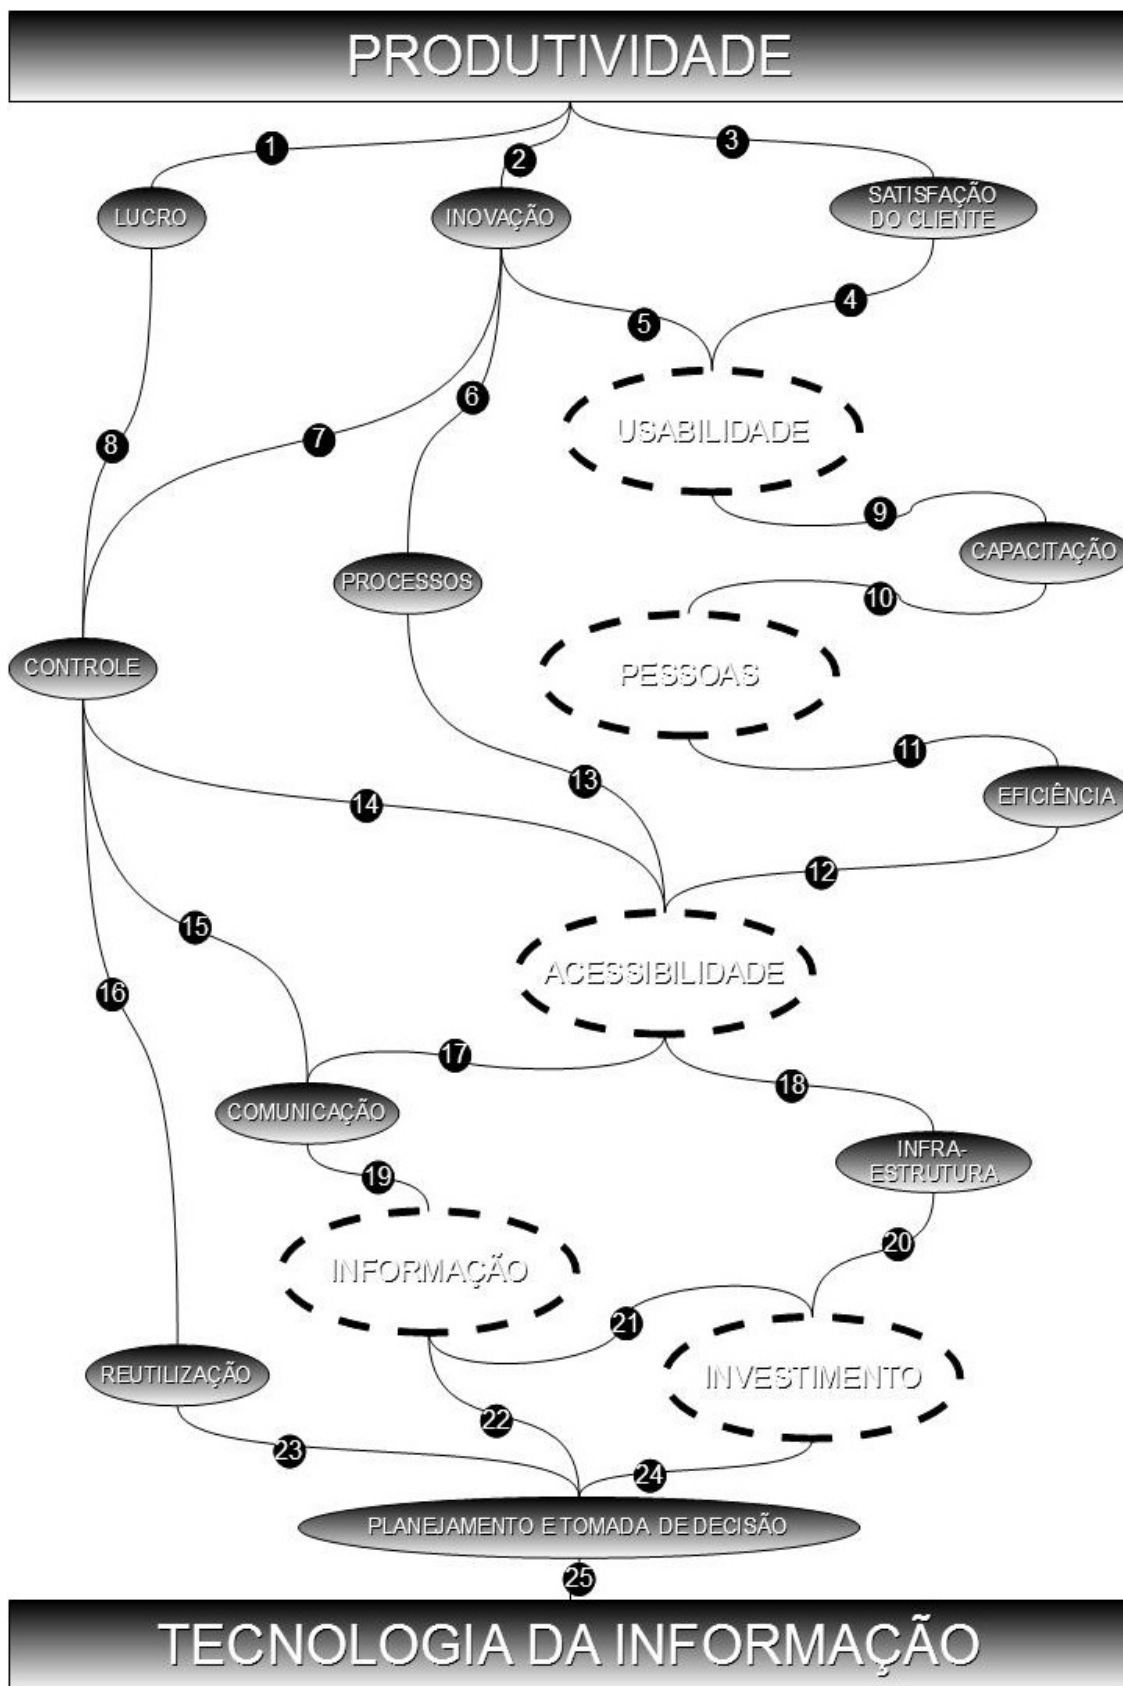 PRODUTIVIDADE
1
2
3
LUCRO
INOVAÇÃO
SATISFAÇÃO
DO CLIENTE
4
5
6
7
8
USABILIDADE
9
CAPACITAÇÃO
PROCESSOS
10
CONTROLE
PESSOAS
11
13
14
EFICIÊNCIA
12
15
ACESSIBILIDADE
16
17
18
COMUNICAÇÃO
INFRA-
ESTRUTURA
19
20
INFORMAÇÃO
21
REUTILIZAÇÃO
INVESTIMENTO
22
23
24
PLANEJAMENTO E TOMADA DE DECISÃO
25
TECNOLOGIA DA INFORMAÇÃO